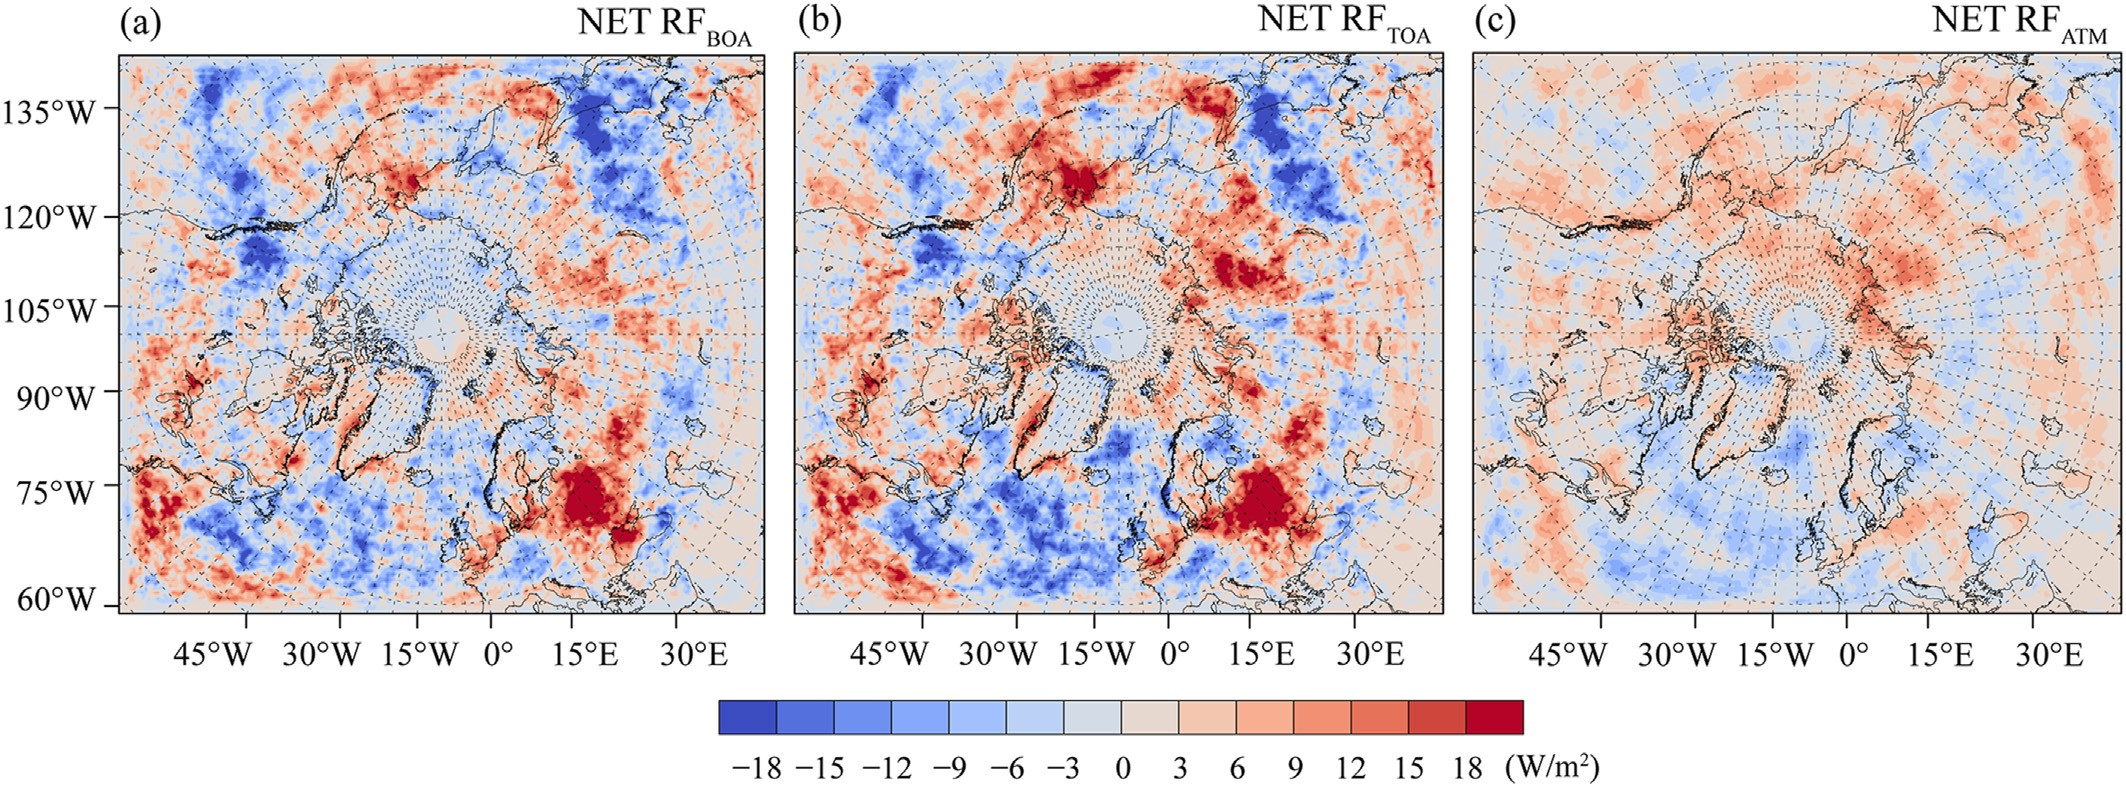 (a) NET RF_BOA
(b) NET RF_TOA
(c) NET RF_ATM
135°W
120°W
105°W
90°W
75°W
60°W
45°W 30°W 15°W 0° 15°E 30°E
45°W 30°W 15°W 0° 15°E 30°E
45°W 30°W 15°W 0° 15°E 30°E
−18 −15 −12 −9 −6 −3 0 3 6 9 12 15 18 (W/m²)